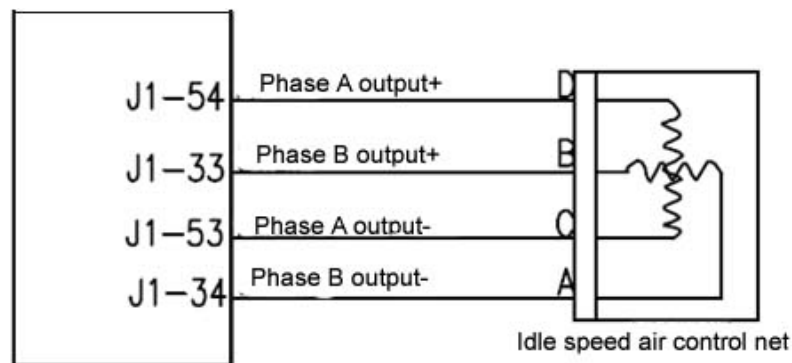 J1-54 Phase A output+ D
J1-33 Phase B output+ B
J1-53 Phase A output- C
J1-34 Phase B output- A
Idle speed air control net